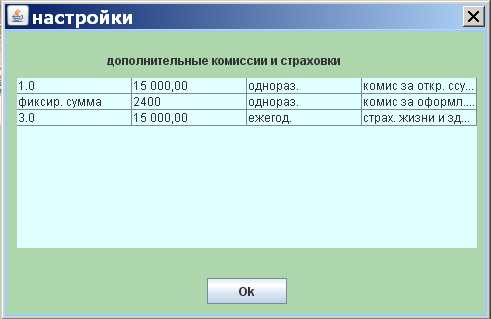 настройки
дополнительные комиссии и страховки
1.0 15 000,00 однораз. комис за откр. ссу...
фиксир. сумма 2400 однораз. комис за оформл....
3.0 15 000,00 ежегод. страх. жизни и зд...
Ok